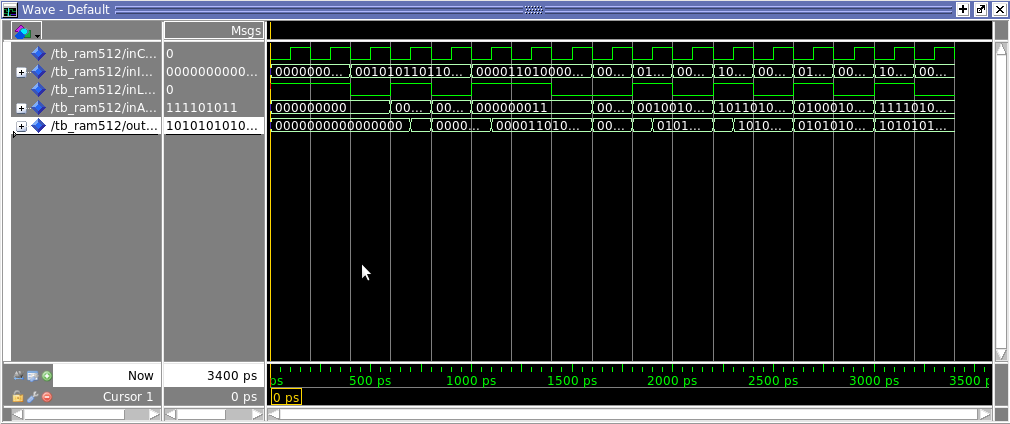 Wave - Default
Msgs
/tb_ram512/inC... 0
/tb_ram512/inI... 0000000000... 0000000... 001010110110... 000011010000... 00... 01... 00... 10... 00... 01... 00... 10... 00...
/tb_ram512/inL... 0
/tb_ram512/inA... 111101011 000000000 00... 00... 000000011 00... 0010010... 1011010... 0100010... 1111010...
/tb_ram512/out... 1010101010... 0000000000000000 0000... 000011010... 00... 0101... 1010... 0101010... 1010101...
Now 3400 ps ps 500 ps 1000 ps 1500 ps 2000 ps 2500 ps 3000 ps 3500 p
Cursor 1 0 ps 0 ps